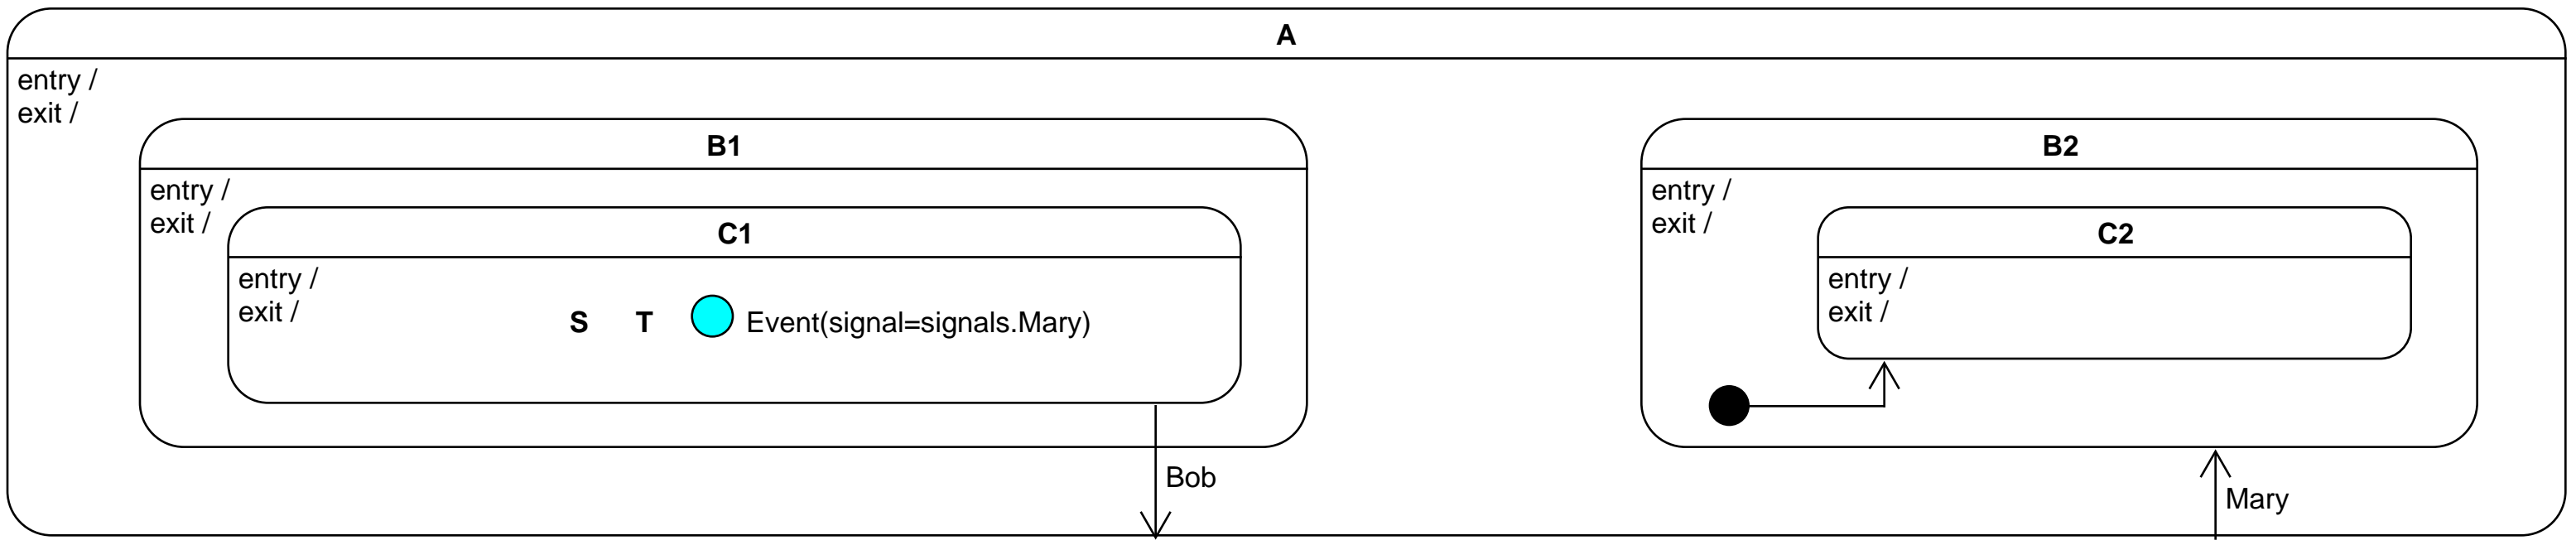 A
entry /
exit /
B1
entry /
exit /
C1
entry /
exit /
S T Event(signal=signals.Mary)
Bob
B2
entry /
exit /
C2
entry /
exit /
Mary